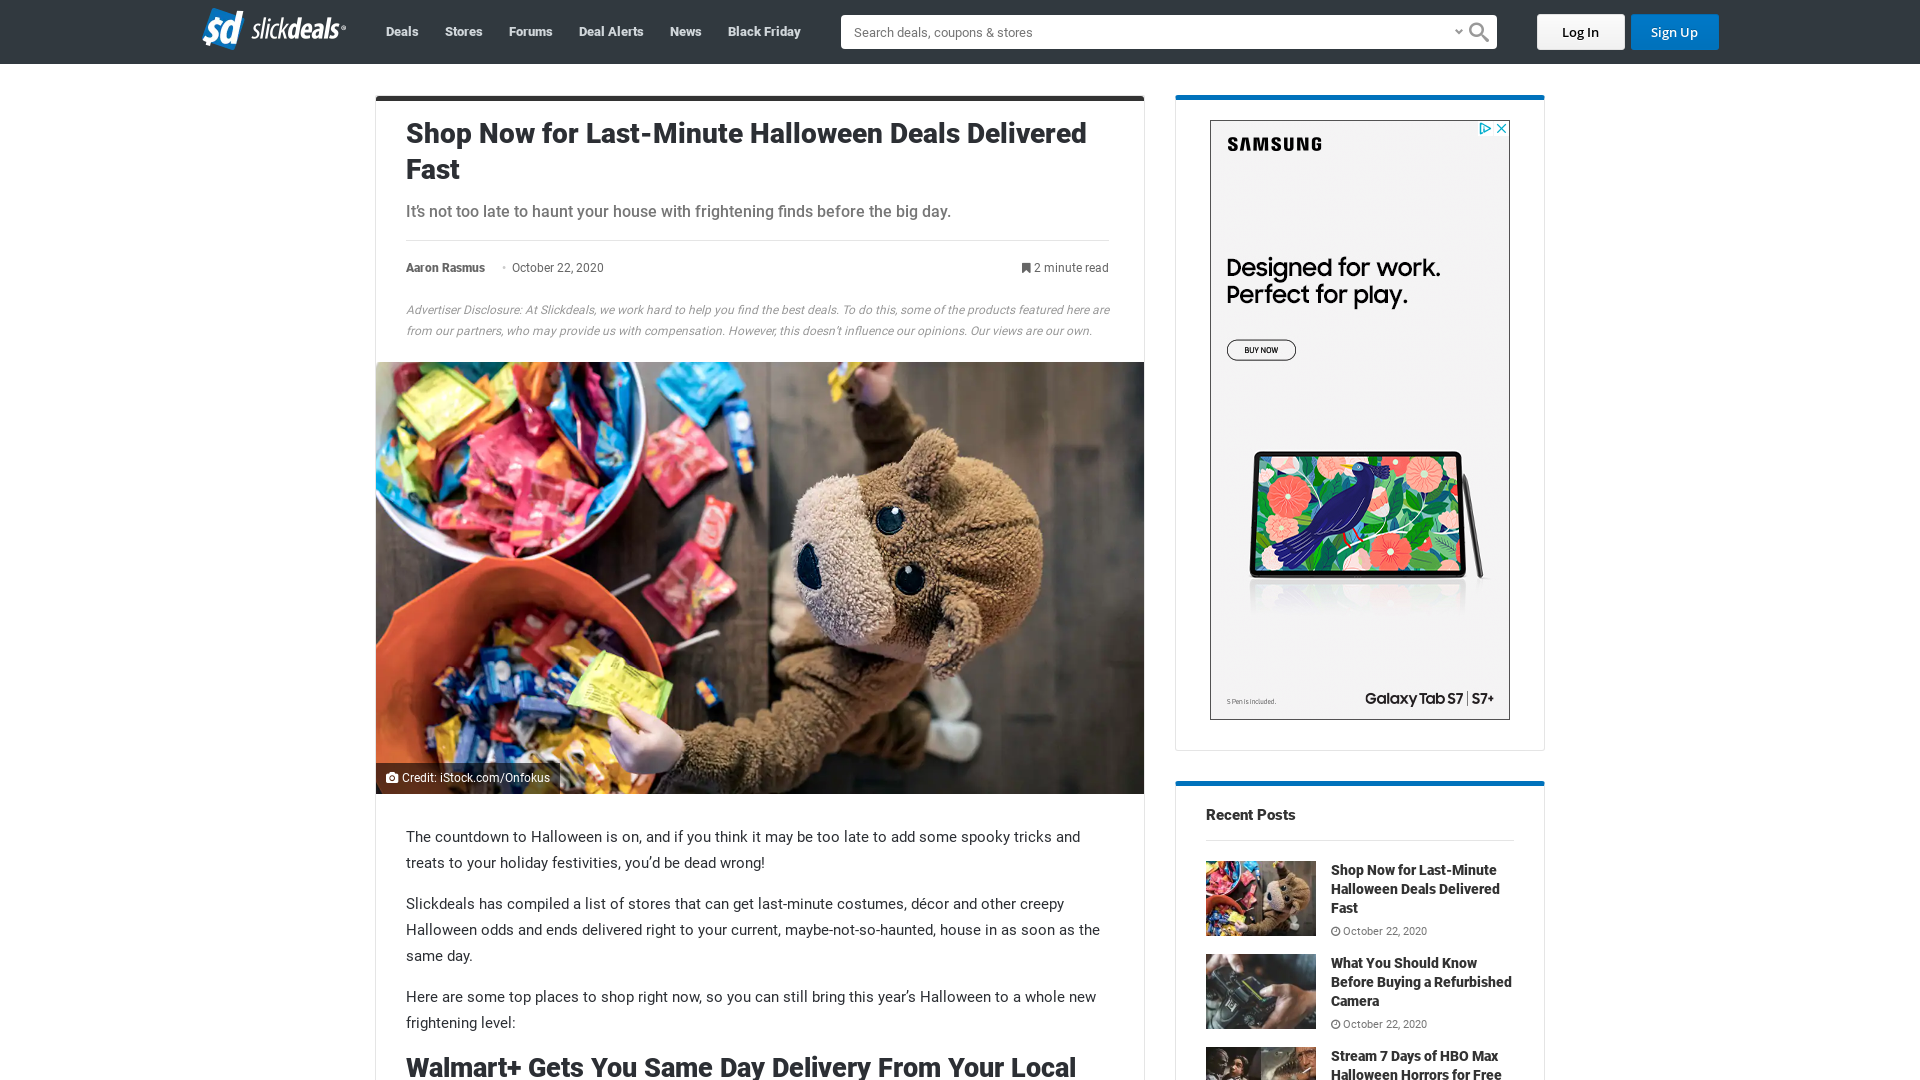 sd slickdeals
Deals
Stores
Forums
Deal Alerts
News
Black Friday
Search deals, coupons & stores
Log In
Sign Up
Shop Now for Last-Minute Halloween Deals Delivered
Fast
It’s not too late to haunt your house with frightening finds before the big day.
Aaron Rasmus
October 22, 2020
2 minute read
Advertiser Disclosure: At Slickdeals, we work hard to help you find the best deals. To do this, some of the products featured here are
from our partners, who may provide us with compensation. However, this doesn’t influence our opinions. Our views are our own.
Credit: iStock.com/Onfokus
The countdown to Halloween is on, and if you think it may be too late to add some spooky tricks and
treats to your holiday festivities, you’d be dead wrong!
Slickdeals has compiled a list of stores that can get last-minute costumes, décor and other creepy
Halloween odds and ends delivered right to your current, maybe-not-so-haunted, house in as soon as the
same day.
Here are some top places to shop right now, so you can still bring this year’s Halloween to a whole new
frightening level:
Walmart+ Gets You Same Day Delivery From Your Local
SAMSUNG
Designed for work.
Perfect for play.
BUY NOW
S Pen is included.
Galaxy Tab S7 | S7+
Recent Posts
Shop Now for Last-Minute
Halloween Deals Delivered
Fast
October 22, 2020
What You Should Know
Before Buying a Refurbished
Camera
October 22, 2020
Stream 7 Days of HBO Max
Halloween Horrors for Free